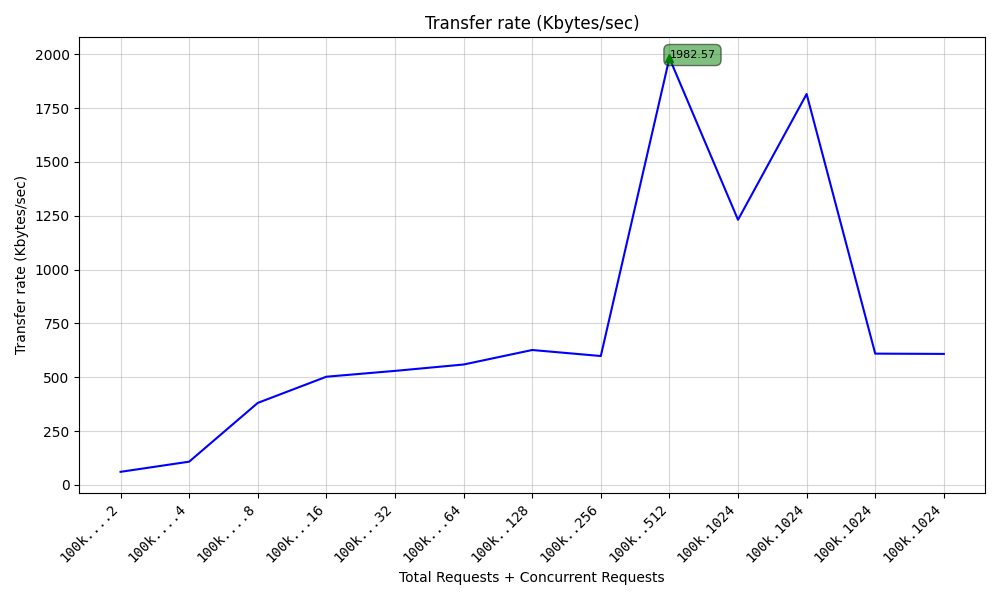 Transfer rate (Kbytes/sec)
1982.57
2000
1750
1500
1250
1000
750
500
250
0
Transfer rate (Kbytes/sec)
100k....2
100k....4
100k....8
100k...16
100k...32
100k...64
100k..128
100k..256
100k..512
100k.1024
100k.1024
100k.1024
100k.1024
Total Requests + Concurrent Requests